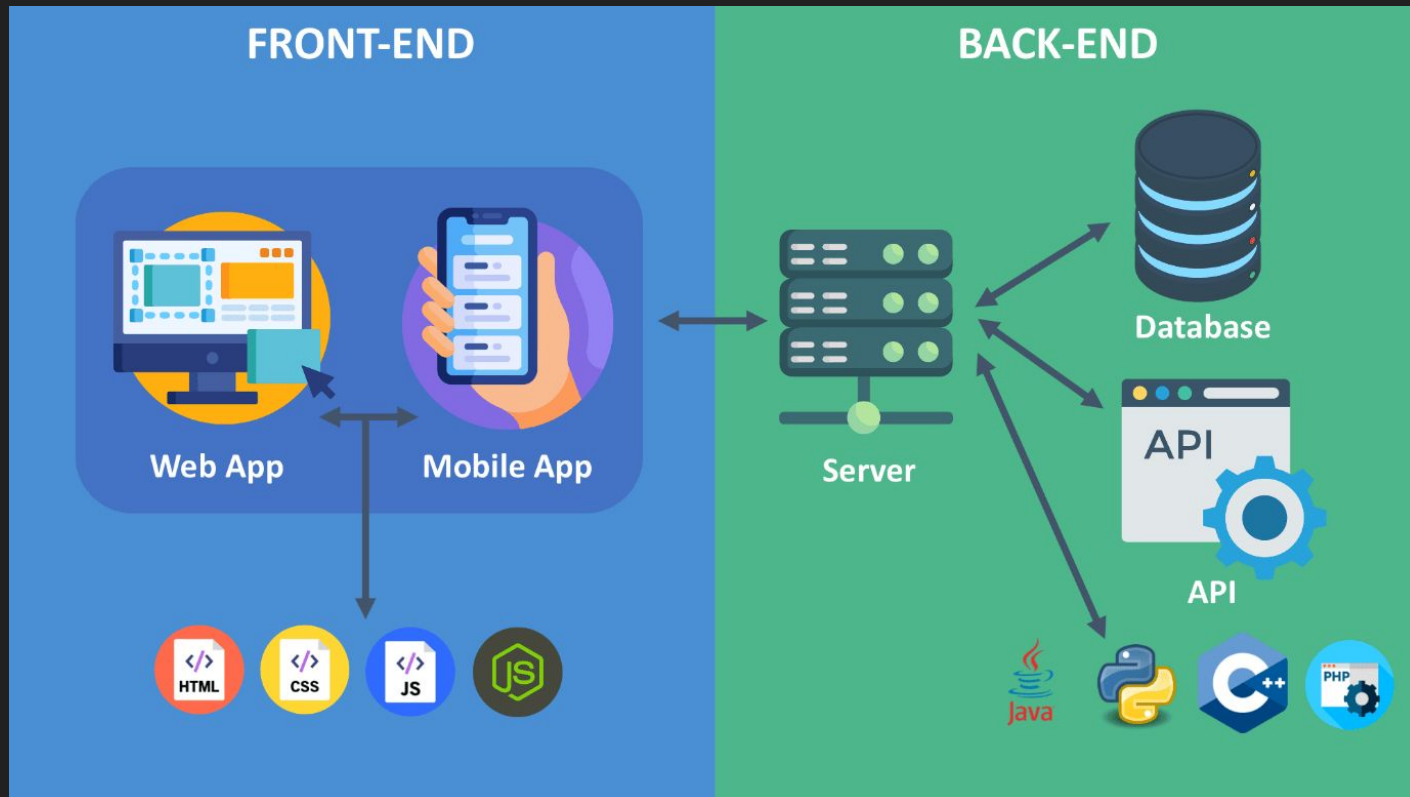 FRONT-END
Web App
Mobile App
</>
HTML
</>
CSS
</>
JS
JS
BACK-END
Server
Database
API
API
Java
C++
PHP